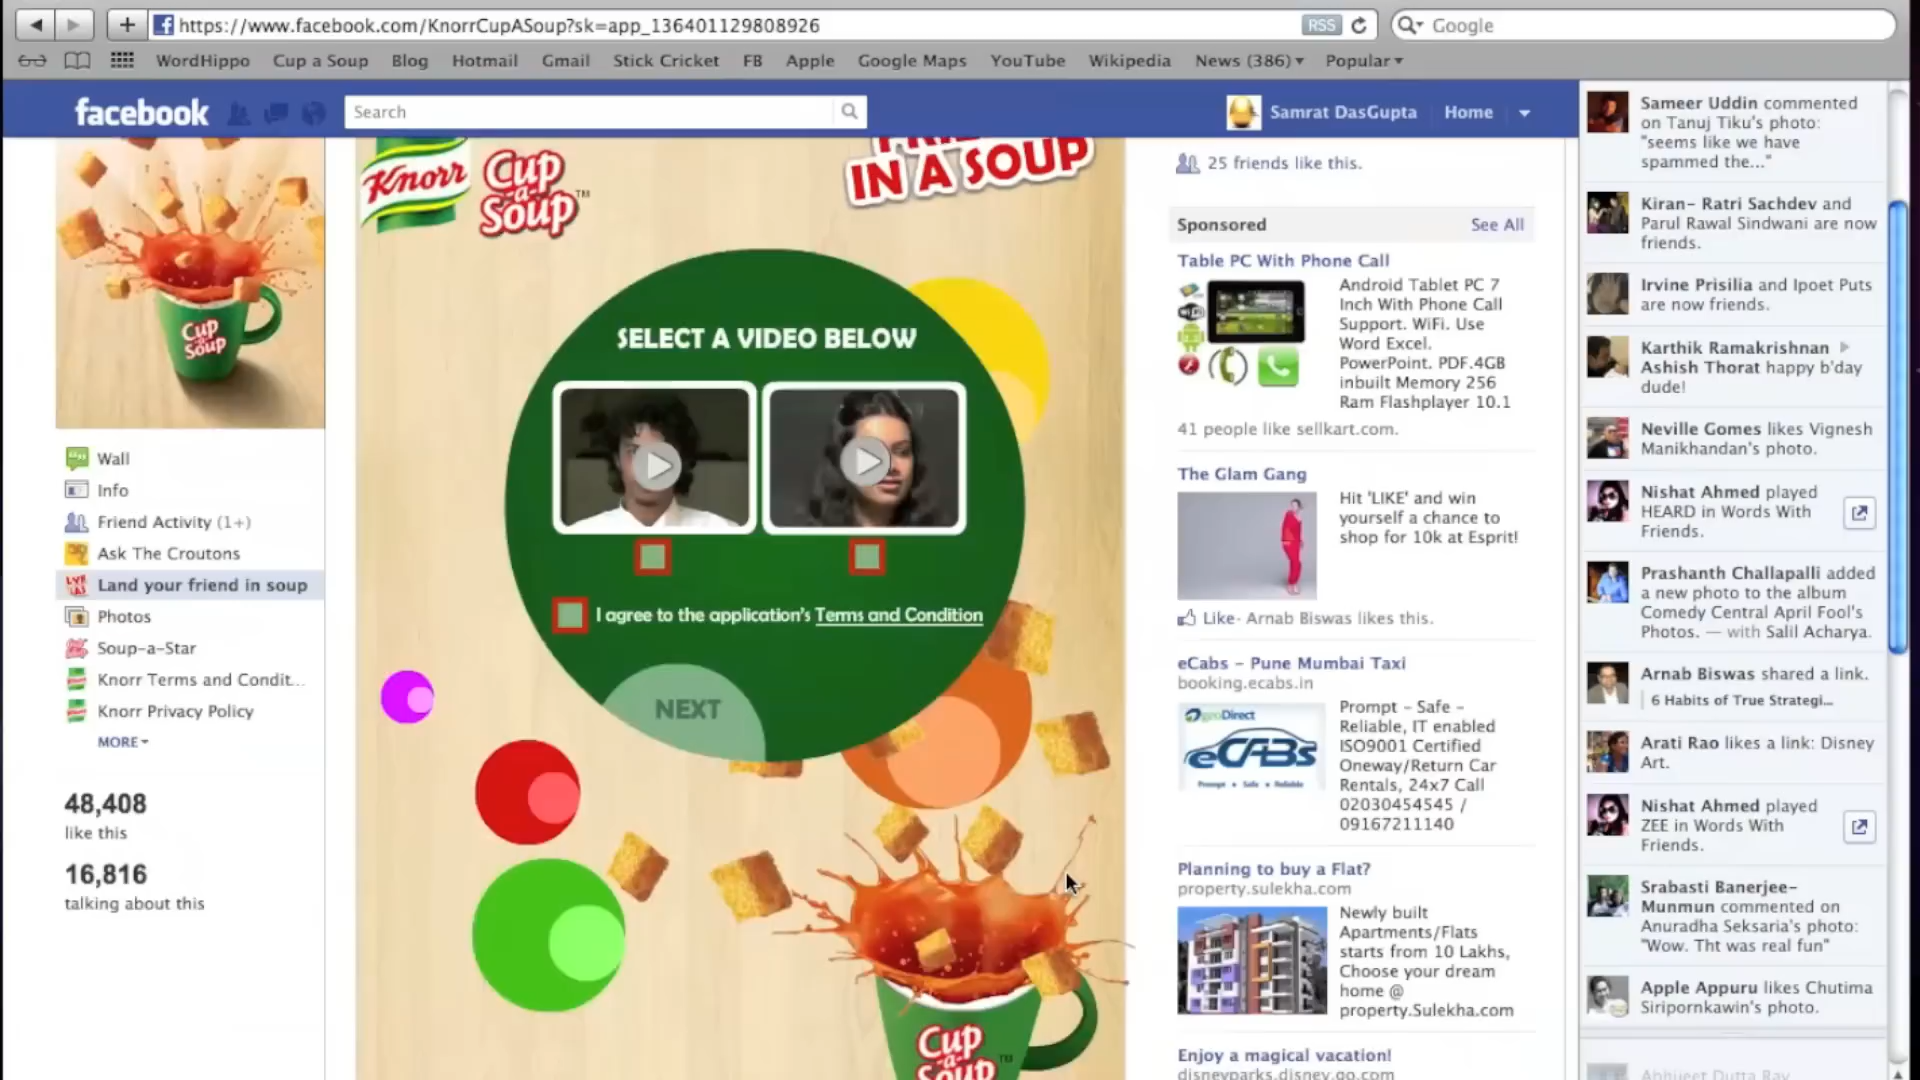 https://www.facebook.com/KnorrCupASoup?sk=app_136401129808926
RSS
Google
WordHippo
Cup a Soup
Blog
Hotmail
Gmail
Stick Cricket
FB
Apple
Google Maps
YouTube
Wikipedia
News (386)
Popular
facebook
Search
Samrat DasGupta
Home
Cup
-a-
Soup
Wall
Info
Friend Activity (1+)
Ask The Croutons
Land your friend in soup
Photos
Soup-a-Star
Knorr Terms and Condit...
Knorr Privacy Policy
MORE
48,408
like this
16,816
talking about this
Knorr
Cup
-a-
Soup™
IN A SOUP
SELECT A VIDEO BELOW
I agree to the application's Terms and Condition
NEXT
Cup
-a-
Soup™
25 friends like this.
Sponsored
See All
Table PC With Phone Call
Android Tablet PC 7
Inch With Phone Call
Support. WiFi. Use
Word Excel.
PowerPoint. PDF.4GB
inbuilt Memory 256
Ram Flashplayer 10.1
41 people like sellkart.com.
The Glam Gang
Hit 'LIKE' and win
yourself a chance to
shop for 10k at Esprit!
Like · Arnab Biswas likes this.
eCabs – Pune Mumbai Taxi
booking.ecabs.in
geoDirect
eCABs
Prompt • Safe • Reliable
Prompt – Safe –
Reliable, IT enabled
ISO9001 Certified
Oneway/Return Car
Rentals, 24x7 Call
02030454545 /
09167211140
Planning to buy a Flat?
property.sulekha.com
Newly built
Apartments/Flats
starts from 10 Lakhs,
Choose your dream
home @
property.Sulekha.com
Enjoy a magical vacation!
disneyparks.disney.go.com
Sameer Uddin commented
on Tanuj Tiku's photo:
"seems like we have
spammed the..."
Kiran- Ratri Sachdev and
Parul Rawal Sindwani are now
friends.
Irvine Prisilia and Ipoet Puts
are now friends.
Karthik Ramakrishnan
Ashish Thorat happy b'day
dude!
Neville Gomes likes Vignesh
Manikhandan's photo.
Nishat Ahmed played
HEARD in Words With
Friends.
Prashanth Challapalli added
a new photo to the album
Comedy Central April Fool's
Photos. — with Salil Acharya.
Arnab Biswas shared a link.
6 Habits of True Strategi...
Arati Rao likes a link: Disney
Art.
Nishat Ahmed played
ZEE in Words With
Friends.
Srabasti Banerjee-
Munmun commented on
Anuradha Seksaria's photo:
"Wow. Tht was real fun"
Apple Appuru likes Chutima
Siripornkawin's photo.
Abhijeet Dutta Ray